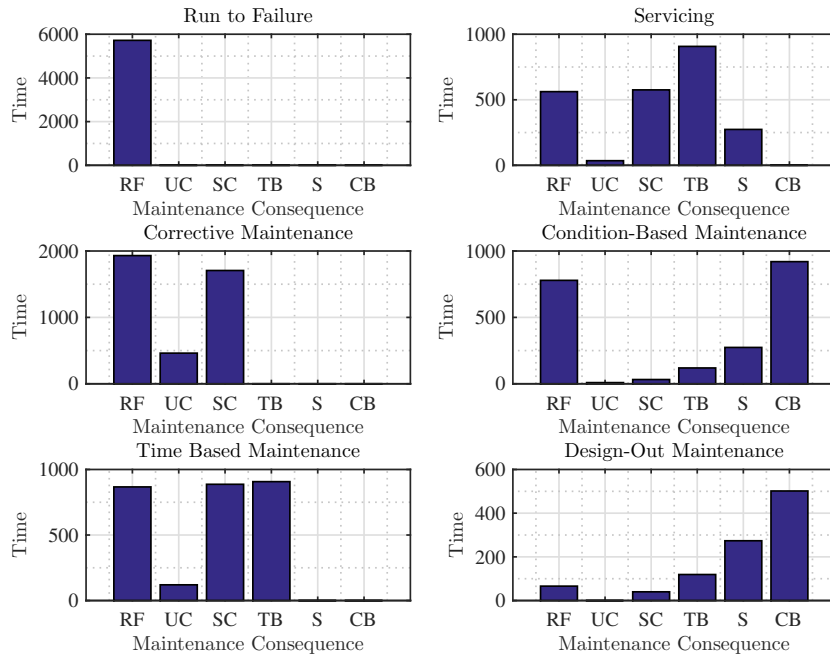 Run to Failure
6000
4000
2000
0
Time
RF UC SC TB S CB
Maintenance Consequence
Servicing
1000
500
0
Time
RF UC SC TB S CB
Maintenance Consequence
Corrective Maintenance
2000
1000
0
Time
RF UC SC TB S CB
Maintenance Consequence
Condition-Based Maintenance
1000
500
0
Time
RF UC SC TB S CB
Maintenance Consequence
Time Based Maintenance
1000
500
0
Time
RF UC SC TB S CB
Maintenance Consequence
Design-Out Maintenance
600
400
200
0
Time
RF UC SC TB S CB
Maintenance Consequence